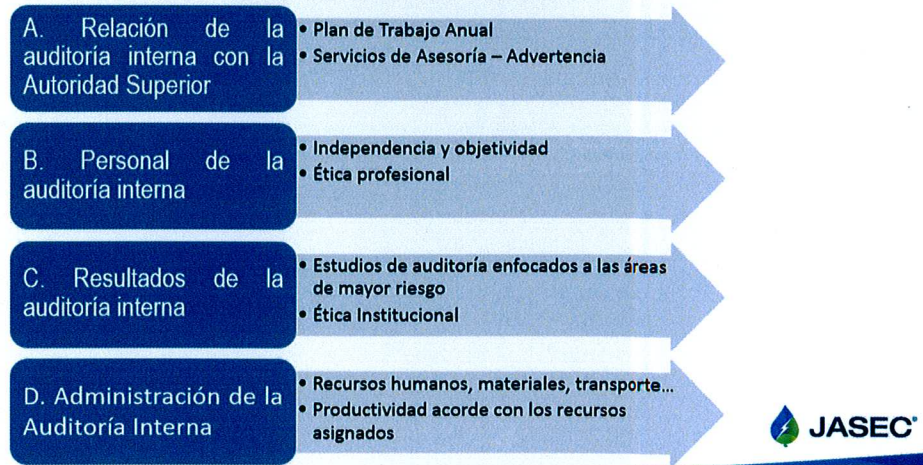 A. Relación de la
auditoría interna con la
Autoridad Superior
• Plan de Trabajo Anual
• Servicios de Asesoría – Advertencia
B. Personal de la
auditoría interna
• Independencia y objetividad
• Ética profesional
C. Resultados de la
auditoría interna
• Estudios de auditoría enfocados a las áreas
de mayor riesgo
• Ética Institucional
D. Administración de la
Auditoría Interna
• Recursos humanos, materiales, transporte...
• Productividad acorde con los recursos
asignados
JASEC